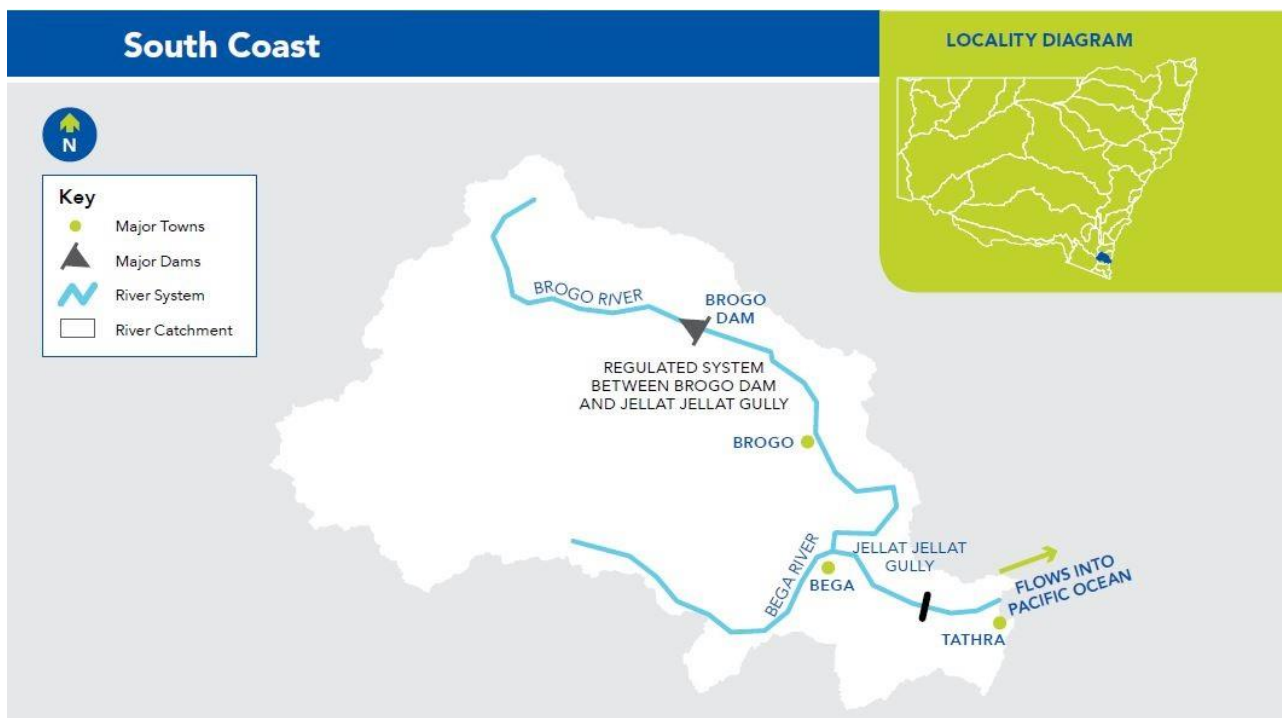 South Coast
LOCALITY DIAGRAM
N
Key
Major Towns
Major Dams
River System
River Catchment
BROGO RIVER
BROGO
DAM
REGULATED SYSTEM
BETWEEN BROGO DAM
AND JELLAT JELLAT GULLY
BROGO
BEGA RIVER
BEGA
JELLAT JELLAT
GULLY
FLOWS INTO
PACIFIC OCEAN
TATHRA